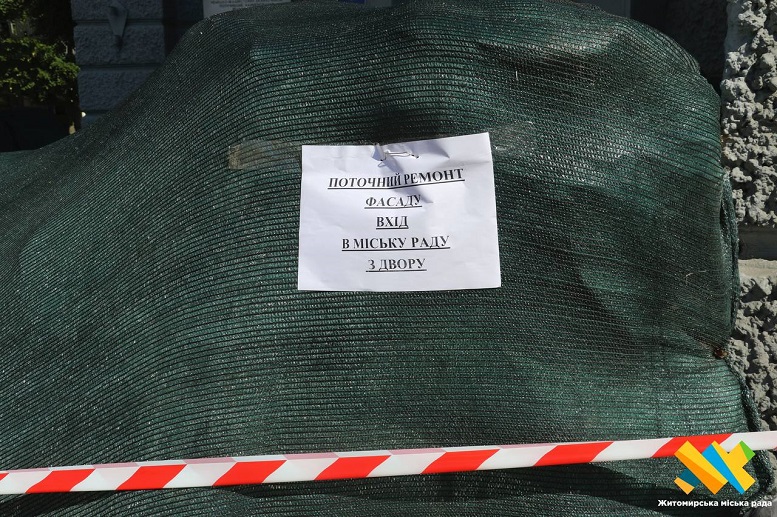 ПОТОЧНИЙ РЕМОНТ
ФАСАДУ
ВХІД
В МІСЬКУ РАДУ
З ДВОРУ
Житомирська міська рада